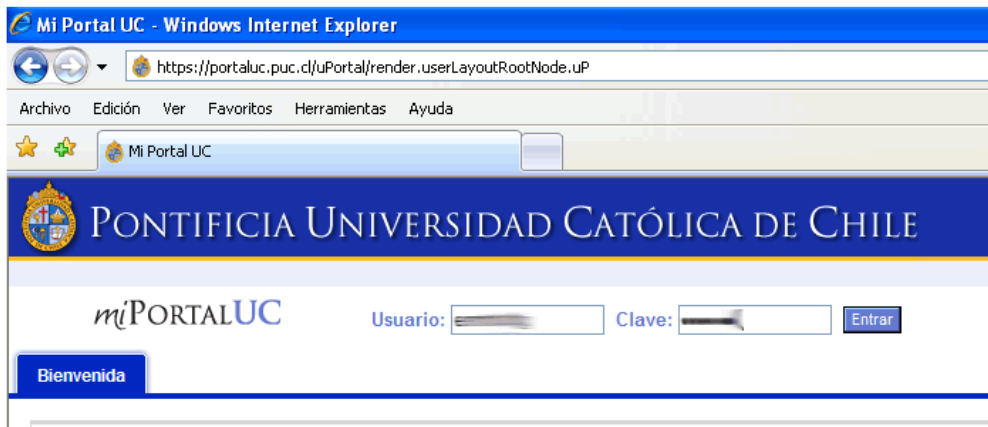 Mi Portal UC - Windows Internet Explorer
https://portaluc.puc.cl/uPortal/render.userLayoutRootNode.uP
Archivo Edición Ver Favoritos Herramientas Ayuda
Mi Portal UC
PONTIFICIA UNIVERSIDAD CATÓLICA DE CHILE
miPORTALUC Usuario: Clave: Entrar
Bienvenida